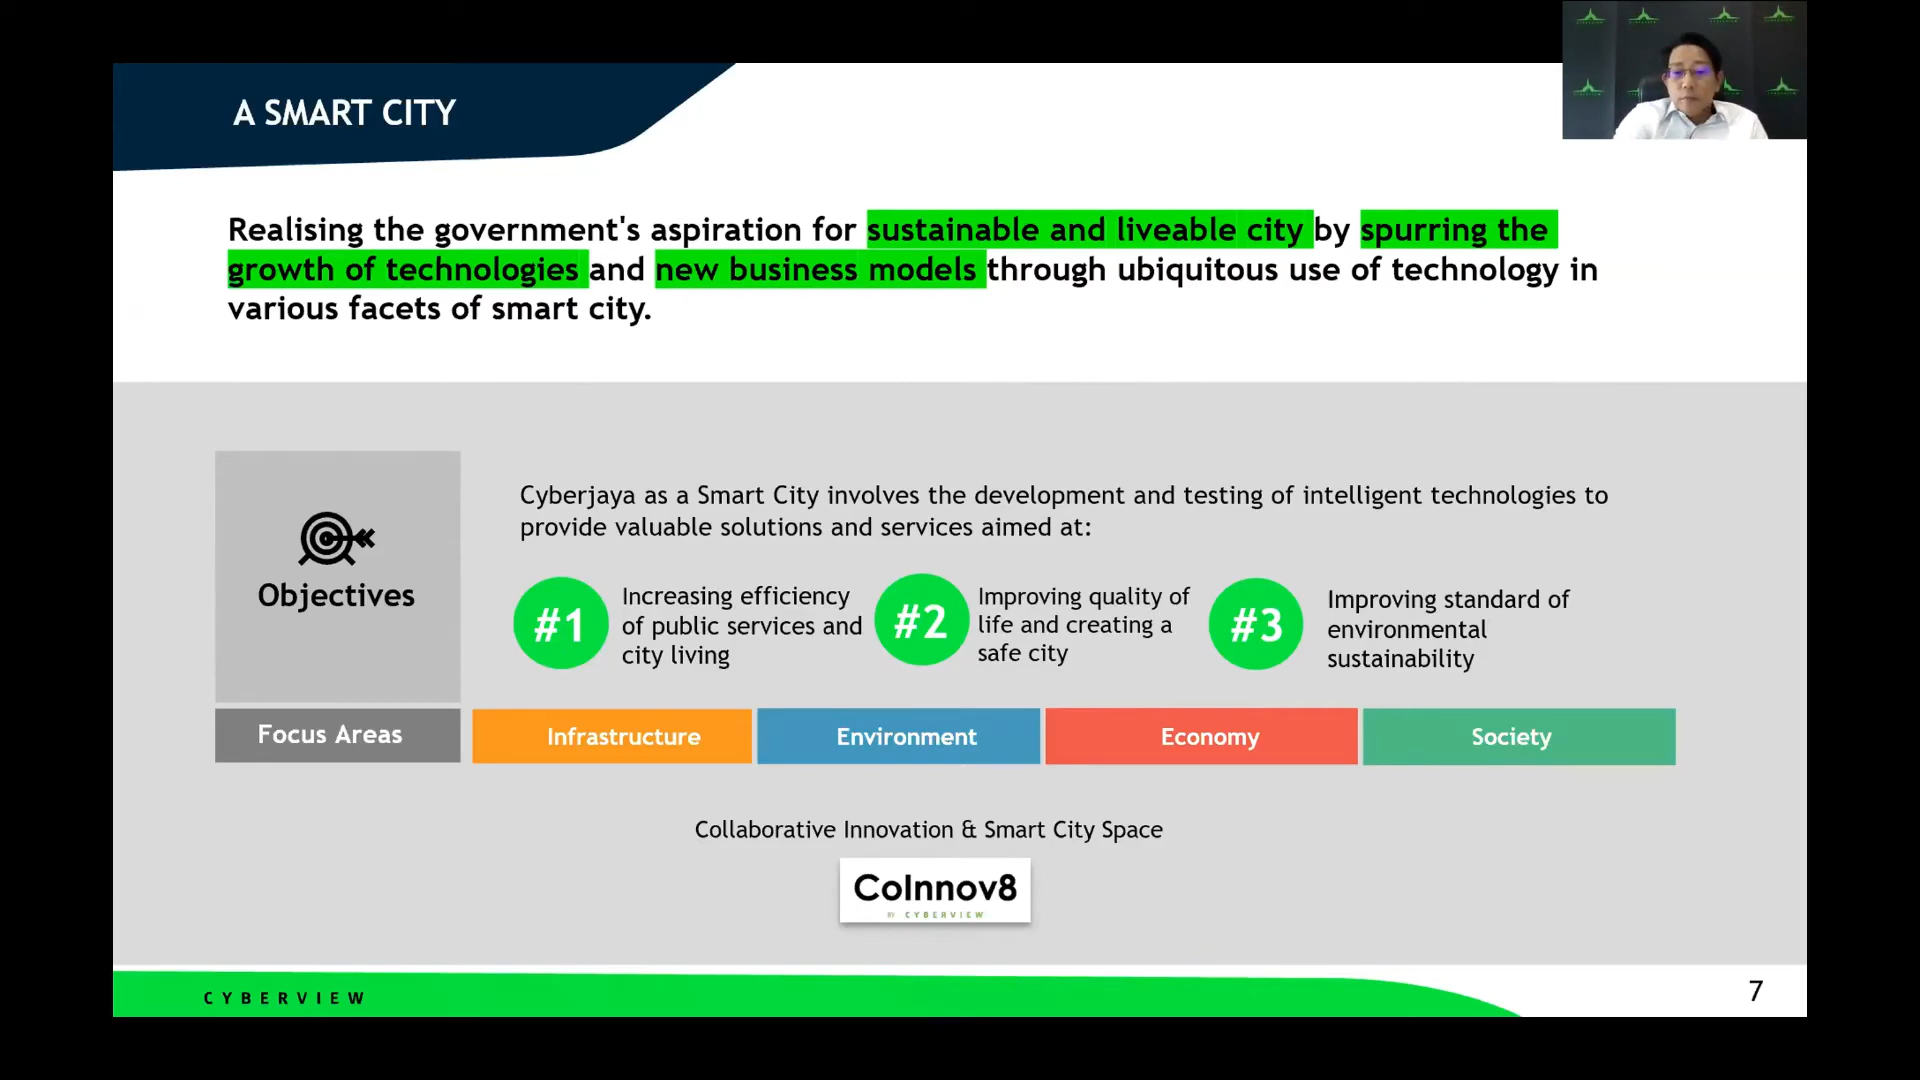 A SMART CITY
Realising the government's aspiration for sustainable and liveable city by spurring the
growth of technologies and new business models through ubiquitous use of technology in
various facets of smart city.
Cyberjaya as a Smart City involves the development and testing of intelligent technologies to
provide valuable solutions and services aimed at:
Objectives
#1
Increasing efficiency
of public services and
city living
#2
Improving quality of
life and creating a
safe city
#3
Improving standard of
environmental
sustainability
Focus Areas
Infrastructure
Environment
Economy
Society
Collaborative Innovation & Smart City Space
CoInnov8
BY CYBERVIEW
CYBERVIEW
7